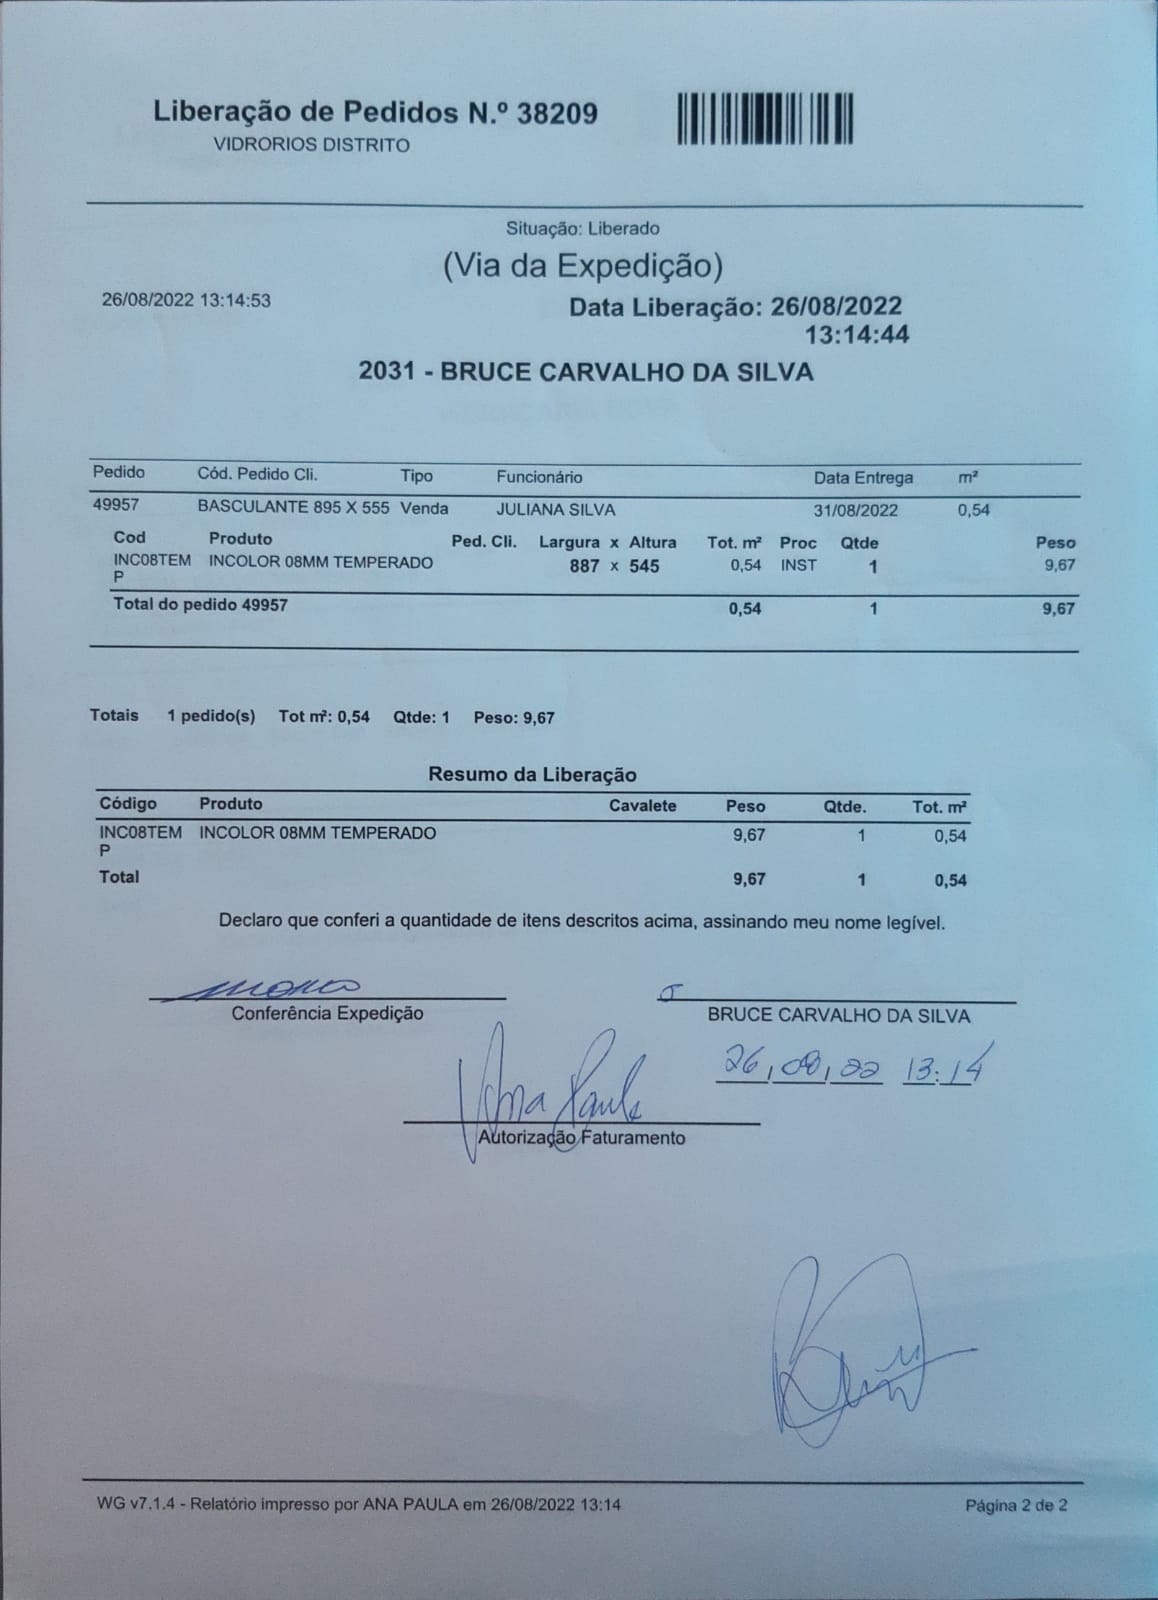 Liberação de Pedidos N.º 38209
VIDRORIOS DISTRITO
Situação: Liberado
(Via da Expedição)
26/08/2022 13:14:53
Data Liberação: 26/08/2022
13:14:44
2031 - BRUCE CARVALHO DA SILVA
Pedido Cód. Pedido Cli. Tipo Funcionário Data Entrega m²
49957 BASCULANTE 895 X 555 Venda JULIANA SILVA 31/08/2022 0,54
Cod Produto Ped. Cli. Largura x Altura Tot. m² Proc Qtde Peso
INC08TEM INCOLOR 08MM TEMPERADO 887 x 545 0,54 INST 1 9,67
P
Total do pedido 49957 0,54 1 9,67
Totais 1 pedido(s) Tot m²: 0,54 Qtde: 1 Peso: 9,67
Resumo da Liberação
Código Produto Cavalete Peso Qtde. Tot. m²
INC08TEM INCOLOR 08MM TEMPERADO 9,67 1 0,54
P
Total 9,67 1 0,54
Declaro que conferi a quantidade de itens descritos acima, assinando meu nome legível.
Conferência Expedição
BRUCE CARVALHO DA SILVA
26,08,22 13:14
Ana Paula
Autorização Faturamento
WG v7.1.4 - Relatório impresso por ANA PAULA em 26/08/2022 13:14
Página 2 de 2